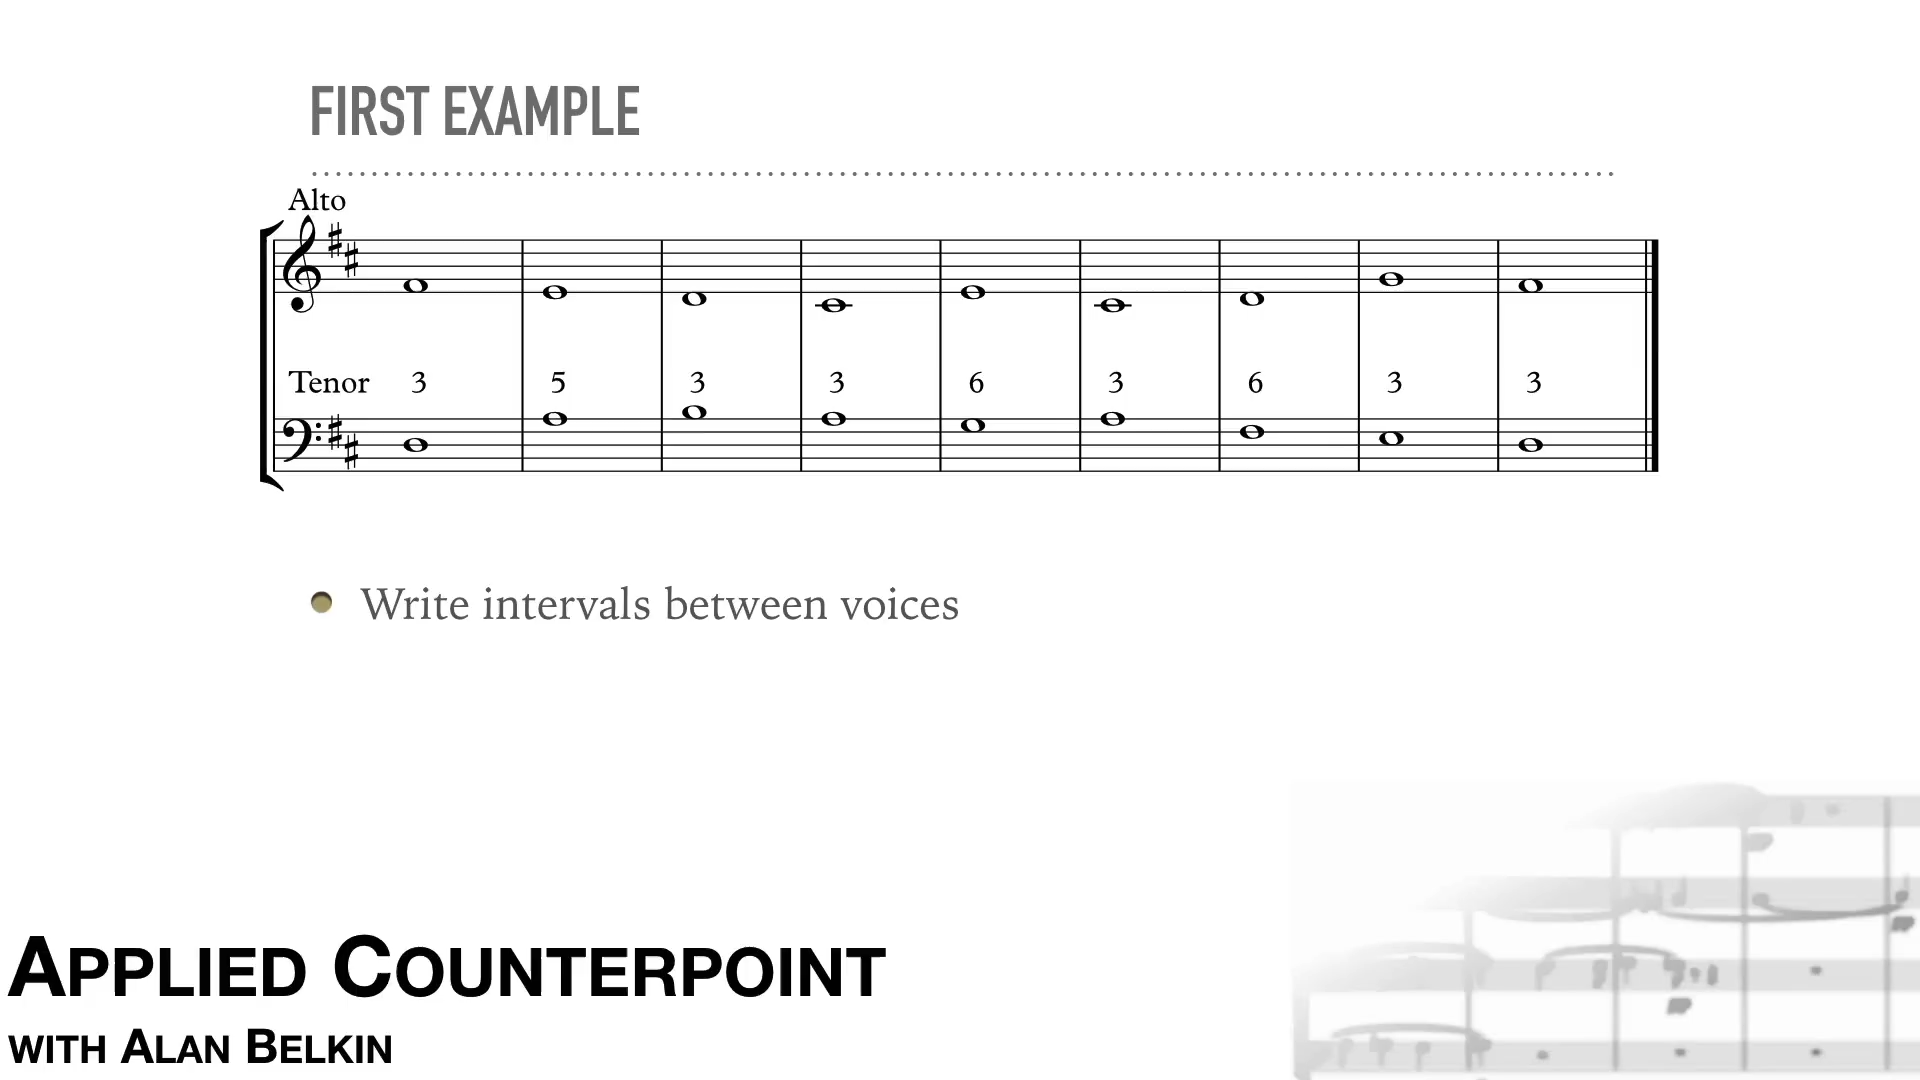 FIRST EXAMPLE
Alto
Tenor 3 5 3 3 6 3 6 3 3
Write intervals between voices
APPLIED COUNTERPOINT
WITH ALAN BELKIN